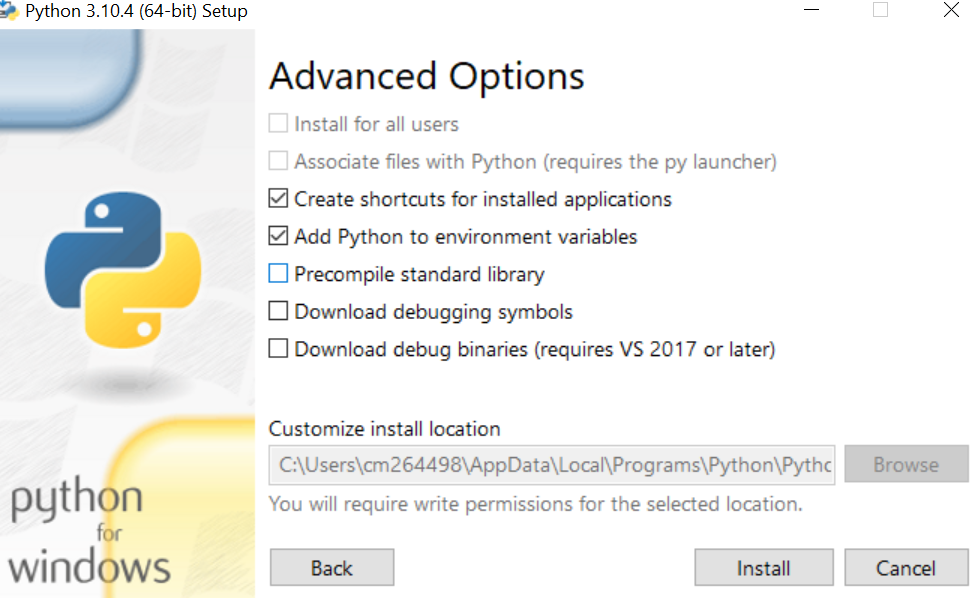 Python 3.10.4 (64-bit) Setup
Advanced Options
Install for all users
Associate files with Python (requires the py launcher)
Create shortcuts for installed applications
Add Python to environment variables
Precompile standard library
Download debugging symbols
Download debug binaries (requires VS 2017 or later)
Customize install location
C:\Users\cm264498\AppData\Local\Programs\Python\Pythc
Browse
You will require write permissions for the selected location.
python
for
windows
Back
Install
Cancel